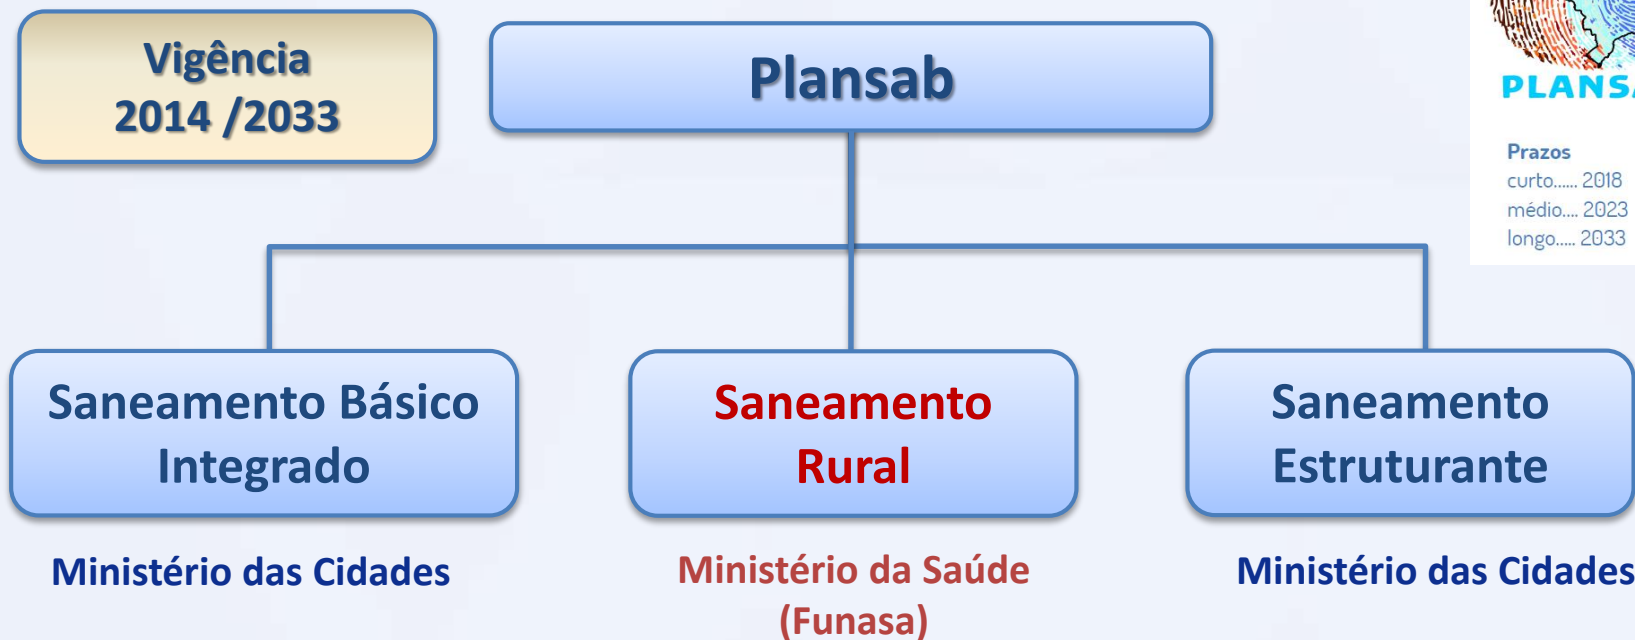 Vigência
2014 /2033
Plansab
Prazos
curto...... 2018
médio.... 2023
longo..... 2033
Saneamento Básico
Integrado
Saneamento
Rural
Saneamento
Estruturante
Ministério das Cidades
Ministério da Saúde
(Funasa)
Ministério das Cidades